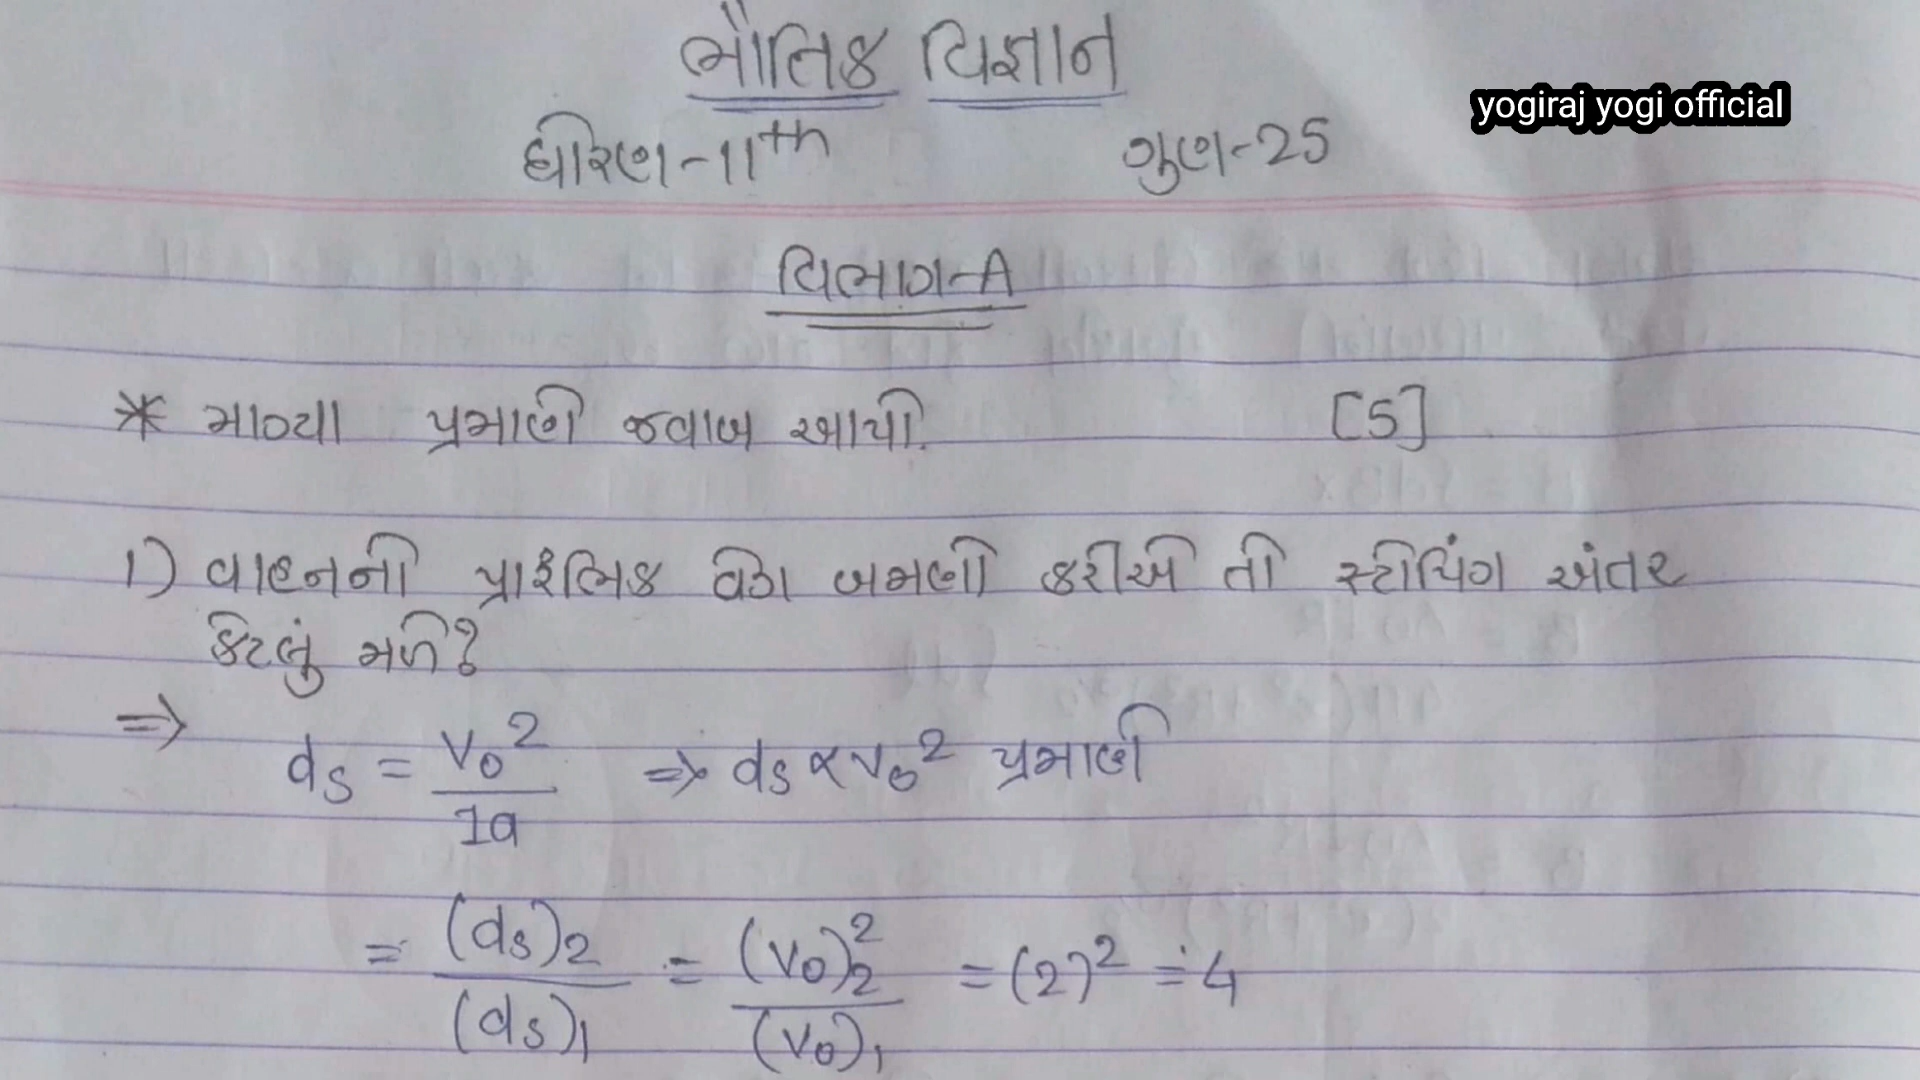 ભૌતિક વિજ્ઞાન
yogiraj yogi official
ધોરણ-11th ગુણ-25
વિભાગ-A
* માગ્યા પ્રમાણે જવાબ આપો. [5]
1) વાહનનો પ્રારંભિક વેગ બમણો કરીએ તો સ્ટોપિંગ અંતર
કેટલું મળે?
⇒ ds = v₀² / 1a ⇒ ds ∝ v₀² પ્રમાણે
= (ds)₂ / (ds)₁ = (v₀)₂² / (v₀)₁ = (2)² = 4